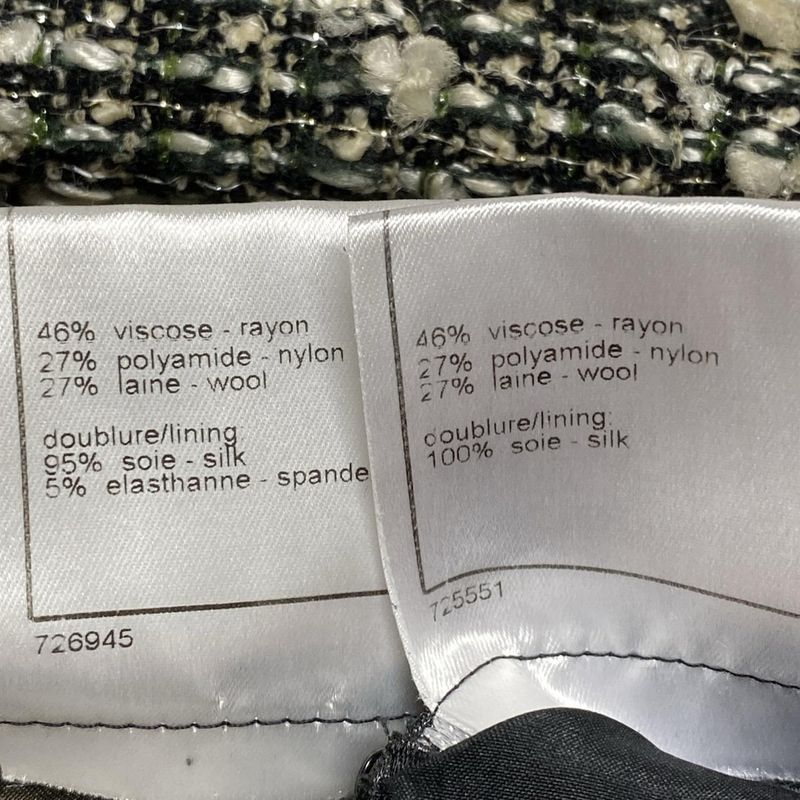 46% viscose - rayon
27% polyamide - nylon
27% laine - wool
doublure/lining:
95% soie - silk
5% elasthanne - spande
726945
46% viscose - rayon
27% polyamide - nylon
27% laine - wool
doublure/lining:
100% soie - silk
725551